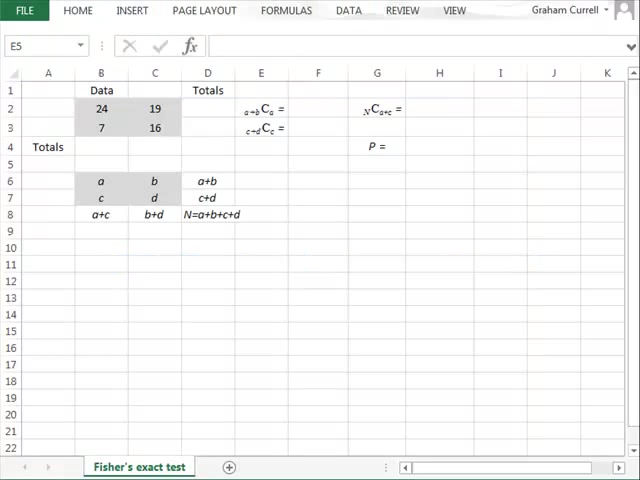 FILE HOME INSERT PAGE LAYOUT FORMULAS DATA REVIEW VIEW Graham Currell
E5 fx
A B C D E F G H I J K
1 Data Totals
2 24 19 a+bCa = NCa+c =
3 7 16 c+dCc =
4 Totals P =
5
6 a b a+b
7 c d c+d
8 a+c b+d N=a+b+c+d
9
10
11
12
13
14
15
16
17
18
19
20
21
22
Fisher's exact test